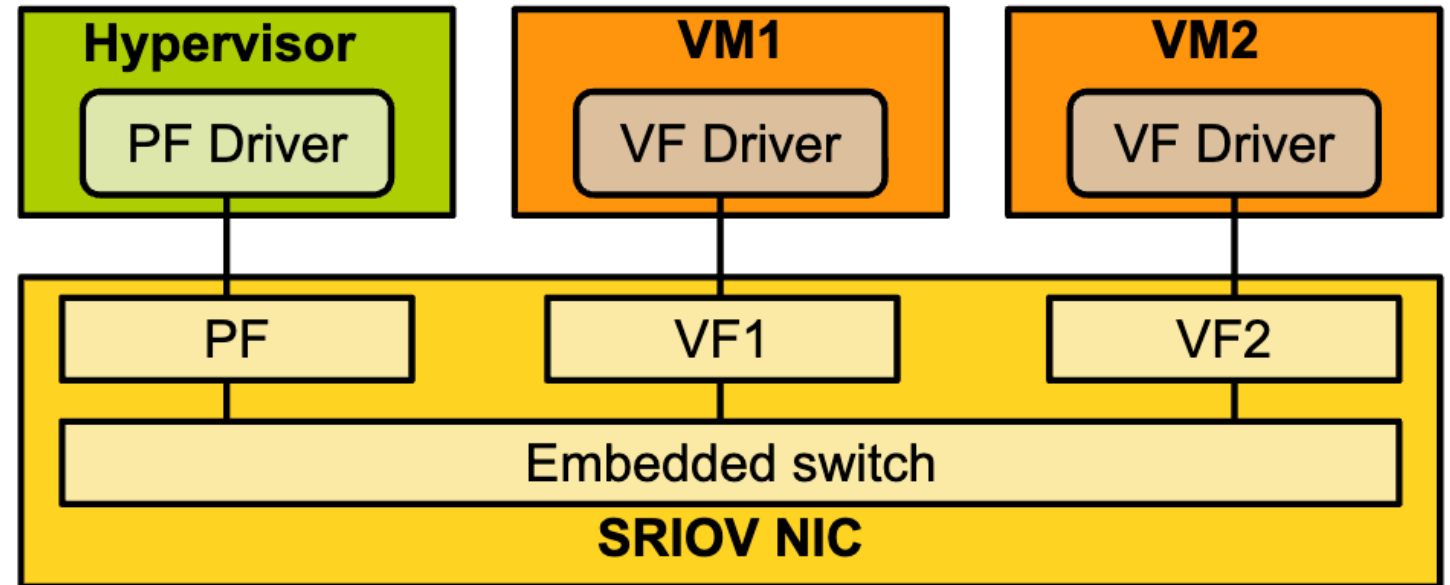 Hypervisor
PF Driver
VM1
VF Driver
VM2
VF Driver
PF
VF1
VF2
Embedded switch
SRIOV NIC